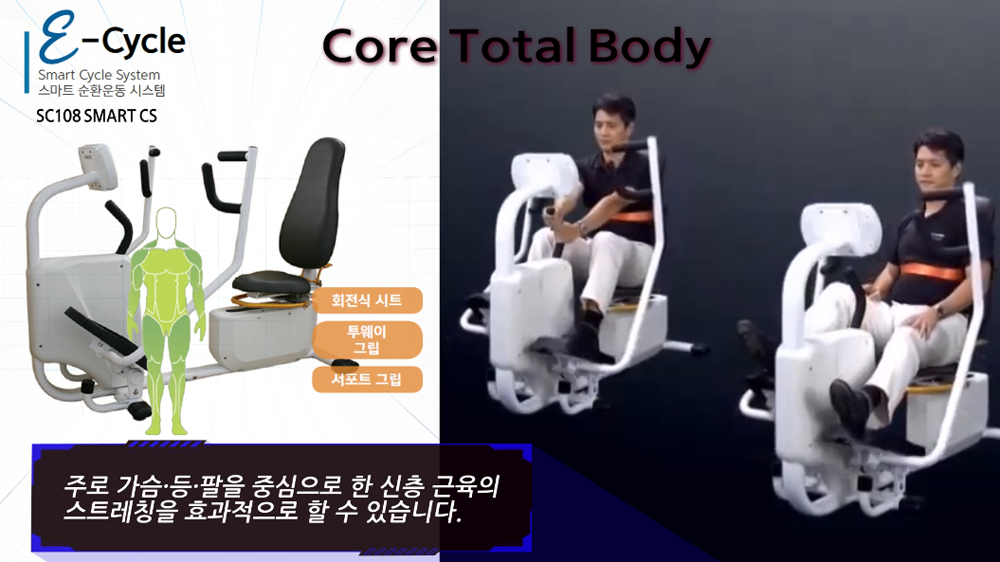 E-Cycle
Core Total Body
Smart Cycle System
스마트 순환운동 시스템
SC108 SMART CS
회전식 시트
투웨이
그립
서포트 그립
주로 가슴·등·팔을 중심으로 한 신층 근육의
스트레칭을 효과적으로 할 수 있습니다.